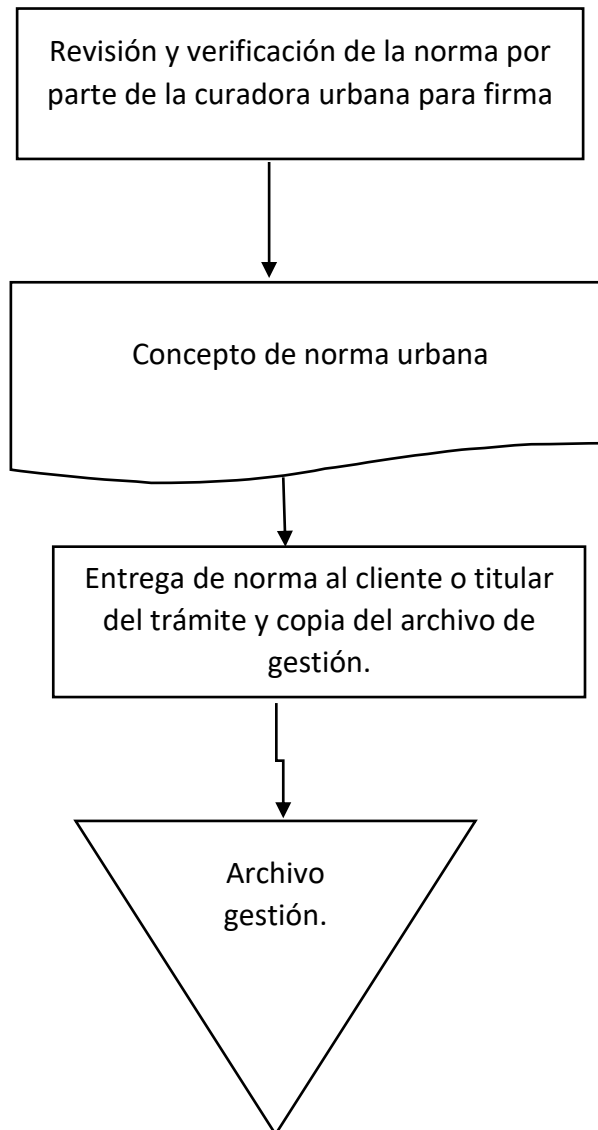 Revisión y verificación de la norma por
parte de la curadora urbana para firma
Concepto de norma urbana
Entrega de norma al cliente o titular
del trámite y copia del archivo de
gestión.
Archivo
gestión.